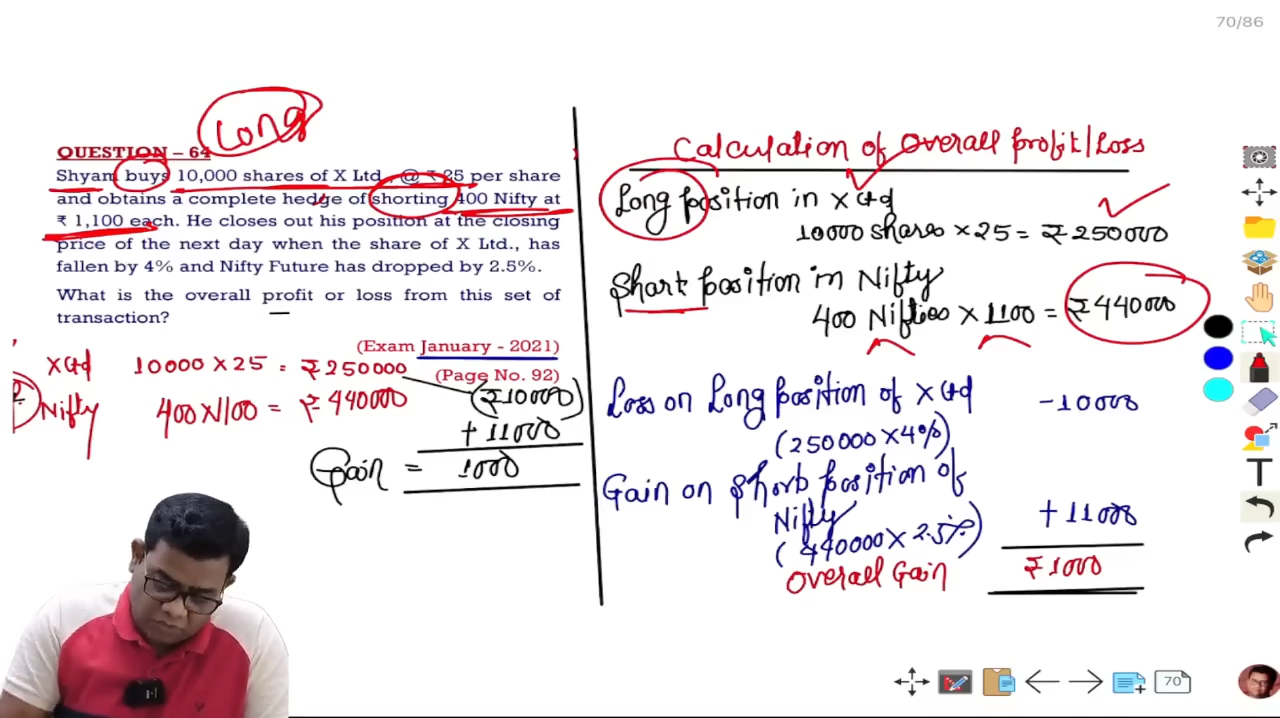 70/86
Long
QUESTION – 64
Shyam buys 10,000 shares of X Ltd., @ ₹ 25 per share
and obtains a complete hedge of shorting 400 Nifty at
₹ 1,100 each. He closes out his position at the closing
price of the next day when the share of X Ltd., has
fallen by 4% and Nifty Future has dropped by 2.5%.
What is the overall profit or loss from this set of
transaction?
(Exam January - 2021)
(Page No. 92)
X Ltd 10000 × 25 = ₹ 250000
(₹ 10000)
Nifty 400 × 1100 = ₹ 440000
+ 11000
Gain = 1000
Calculation of Overall profit/Loss
Long position in X Ltd
10000 shares × 25 = ₹ 250000
Short position in Nifty
400 Nifties × 1100 = ₹ 440000
Loss on Long position of X Ltd - 10000
(250000 × 4%)
Gain on Short position of
Nifty + 11000
(440000 × 2.5%)
Overall Gain ₹ 1000
T
70